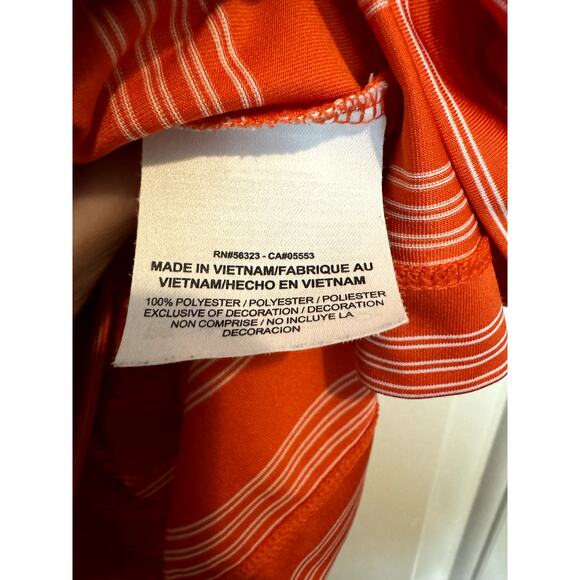 RN#56323 - CA#05553
MADE IN VIETNAM/FABRIQUE AU
VIETNAM/HECHO EN VIETNAM
100% POLYESTER / POLYESTER / POLIESTER
EXCLUSIVE OF DECORATION / DECORATION
NON COMPRISE / NO INCLUYE LA
DECORACION